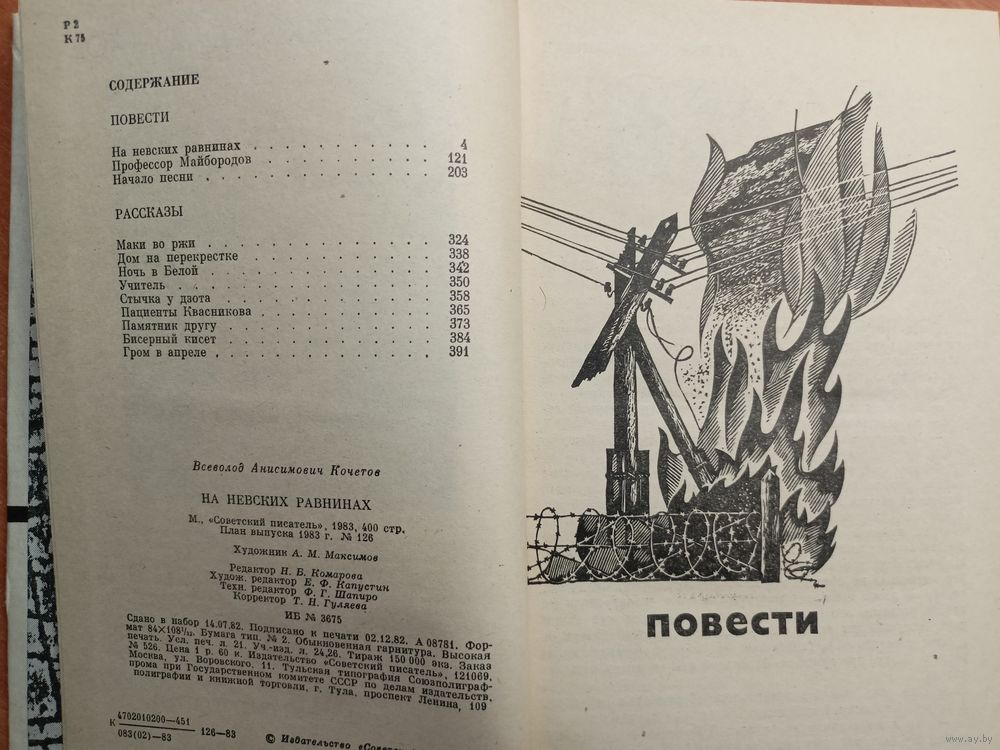 Р 2
К 75
СОДЕРЖАНИЕ
ПОВЕСТИ
На невских равнинах . . . . . . . . . . . . 4
Профессор Майбородов . . . . . . . . . . . 121
Начало песни . . . . . . . . . . . . . . 203
РАССКАЗЫ
Маки во ржи . . . . . . . . . . . . . . 324
Дом на перекрестке . . . . . . . . . . . . 338
Ночь в Белой . . . . . . . . . . . . . . 342
Учитель . . . . . . . . . . . . . . . . 350
Стычка у дзота . . . . . . . . . . . . . 358
Пациенты Квасникова . . . . . . . . . . . 365
Памятник другу . . . . . . . . . . . . . 373
Бисерный кисет . . . . . . . . . . . . . 384
Гром в апреле . . . . . . . . . . . . . 391
Всеволод Анисимович Кочетов
НА НЕВСКИХ РАВНИНАХ
М., «Советский писатель», 1983, 400 стр.
План выпуска 1983 г. № 126
Художник А. М. Максимов
Редактор Н. Б. Комарова
Худож. редактор Е. Ф. Капустин
Техн. редактор Ф. Г. Шапиро
Корректор Т. Н. Гуляева
ИБ № 3675
Сдано в набор 14.07.82. Подписано к печати 02.12.82. А 08781. Фор-
мат 84×108¹/₃₂. Бумага тип. № 2. Обыкновенная гарнитура. Высокая
печать. Усл. печ. л. 21. Уч.-изд. л. 24,26. Тираж 150 000 экз. Заказ
№ 526. Цена 1 р. 60 к. Издательство «Советский писатель», 121069,
Москва, ул. Воровского, 11. Тульская типография Союзполиграф-
прома при Государственном комитете СССР по делам издательств,
полиграфии и книжной торговли, г. Тула, проспект Ленина, 109
К 4702010200—451
083(02)—83 126—83
© Издательство «Советс
ПОВЕСТИ
www.ay.by